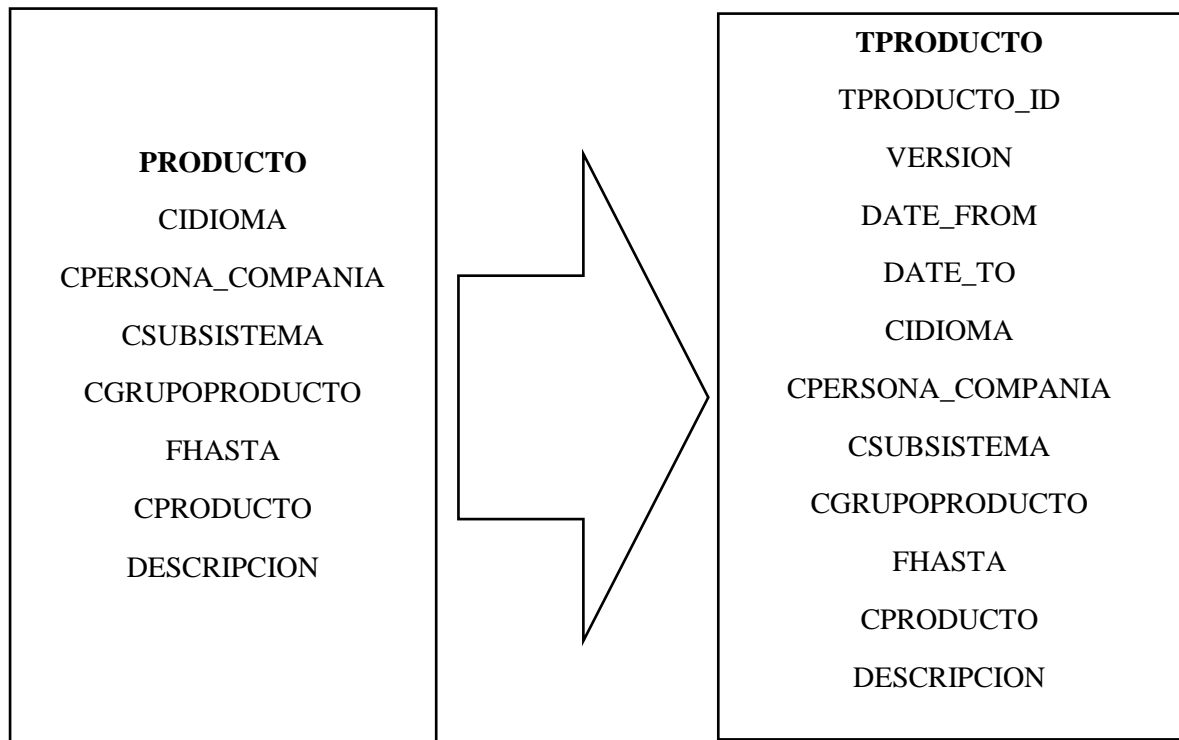 PRODUCTO
CIDIOMA
CPERSONA_COMPANIA
CSUBSISTEMA
CGRUPOPRODUCTO
FHASTA
CPRODUCTO
DESCRIPCION
TPRODUCTO
TPRODUCTO_ID
VERSION
DATE_FROM
DATE_TO
CIDIOMA
CPERSONA_COMPANIA
CSUBSISTEMA
CGRUPOPRODUCTO
FHASTA
CPRODUCTO
DESCRIPCION